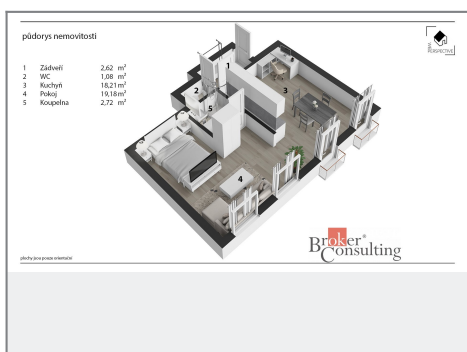 půdorys nemovitosti
1 Zádveří 2,62 m²
2 WC 1,08 m²
3 Kuchyň 18,21 m²
4 Pokoj 19,18 m²
5 Koupelna 2,72 m²
1
2
3
5
4
PERSPECTIVE
Broker®
Consulting
plochy jsou pouze orientační